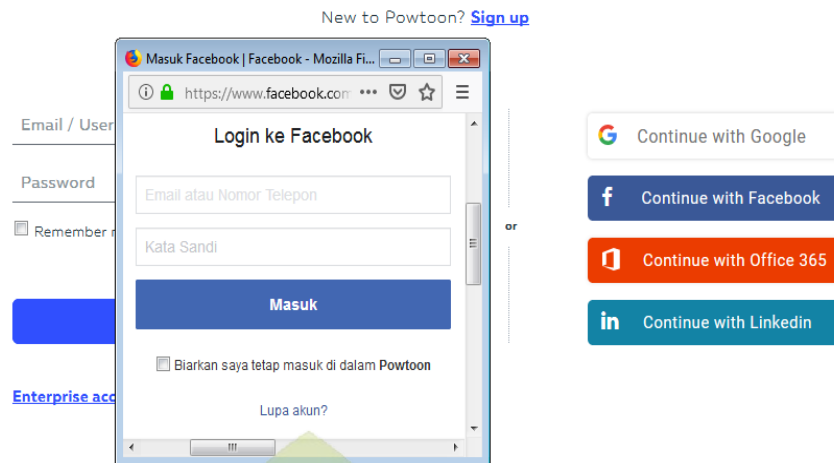 New to Powtoon? Sign up
Masuk Facebook | Facebook - Mozilla Fi...
https://www.facebook.com
Login ke Facebook
Email / User
Email atau Nomor Telepon
Password
Kata Sandi
Remember
Masuk
Biarkan saya tetap masuk di dalam Powtoon
Enterprise
Lupa akun?
or
Continue with Google
f Continue with Facebook
Continue with Office 365
in Continue with Linkedin